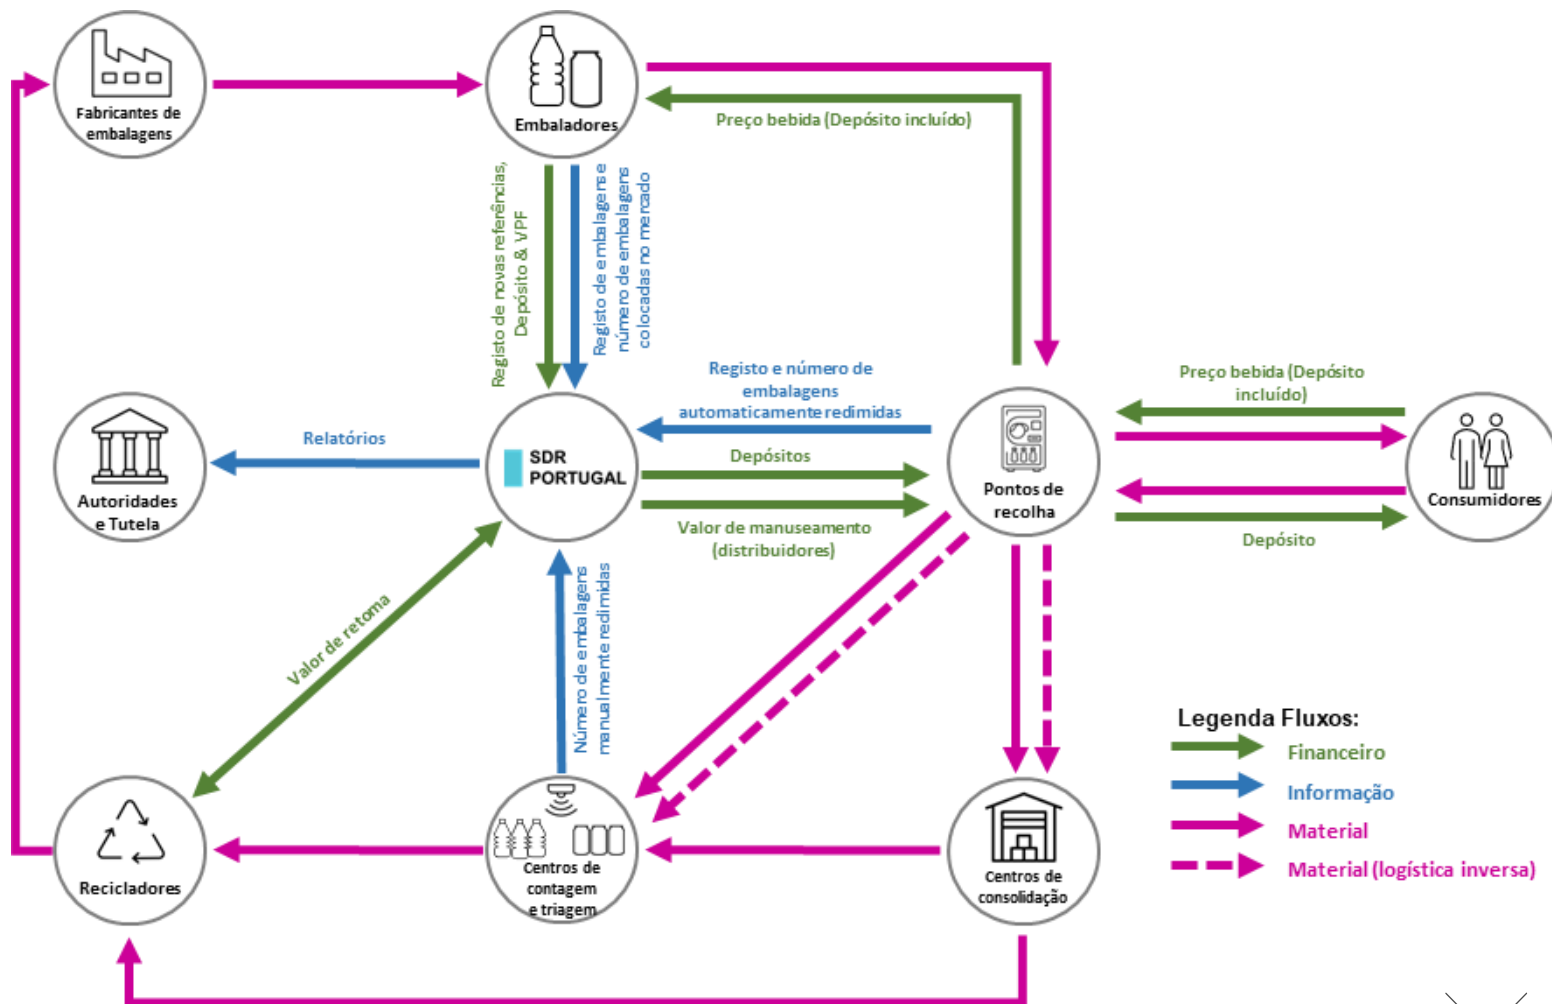 Fabricantes de
embalagens
Embaladores
Preço bebida (Depósito incluído)
Registo de novas referências,
Depósito & VPF
Registo de embalagens e
número de embalagens
colocadas no mercado
Registo e número de
embalagens
automaticamente redimidas
Preço bebida (Depósito
incluído)
Relatórios
SDR
PORTUGAL
Depósitos
Autoridades
e Tutela
Pontos de
recolha
Consumidores
Valor de manuseamento
(distribuidores)
Depósito
Valor de retoma
Número de embalagens
manualmente redimidas
Legenda Fluxos:
Financeiro
Informação
Material
Material (logística inversa)
Recicladores
Centros de
contagem
e triagem
Centros de
consolidação